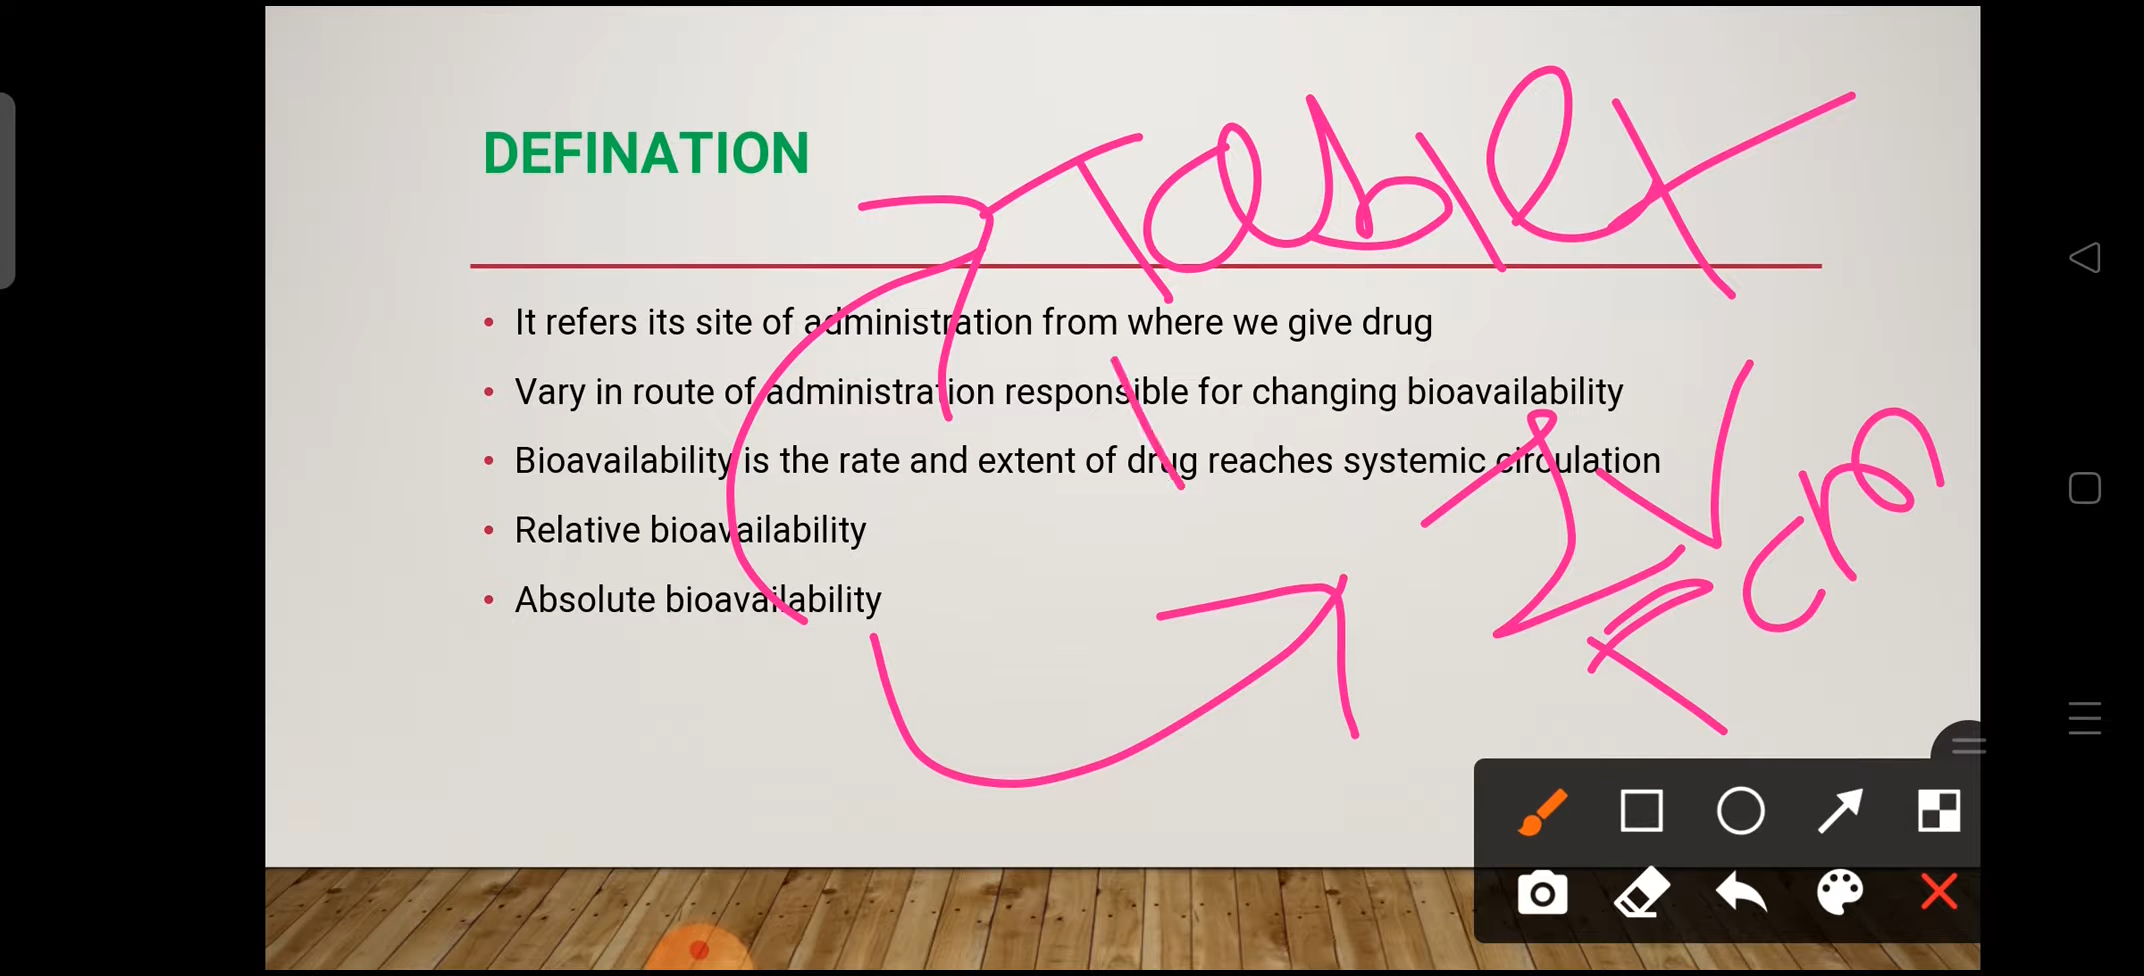 DEFINATION
Tablet
• It refers its site of administration from where we give drug
• Vary in route of administration responsible for changing bioavailability
• Bioavailability is the rate and extent of drug reaches systemic circulation
• Relative bioavailability
• Absolute bioavailability
IV